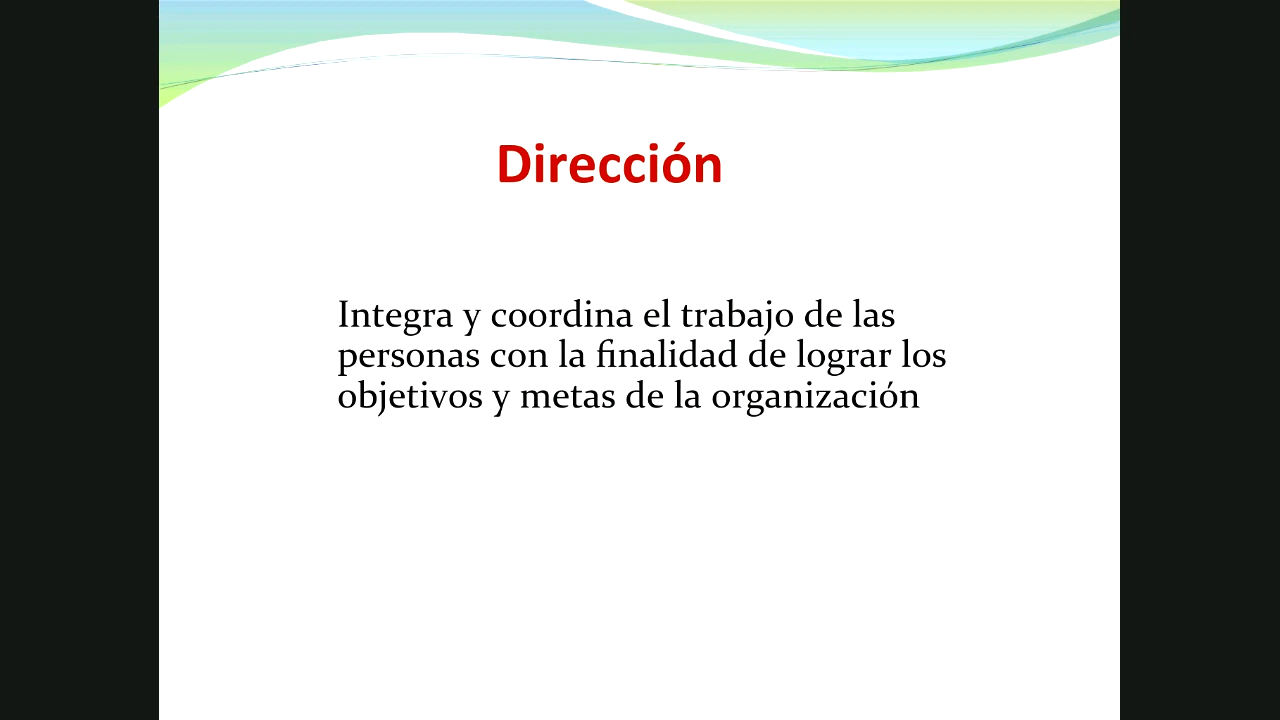 Dirección
Integra y coordina el trabajo de las
personas con la finalidad de lograr los
objetivos y metas de la organización